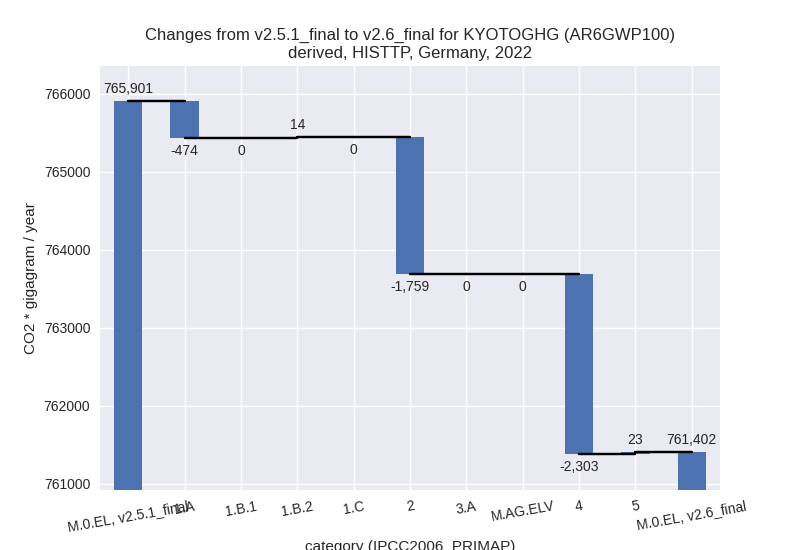 Changes from v2.5.1_final to v2.6_final for KYOTOGHG (AR6GWP100)
derived, HISTTP, Germany, 2022
CO2 * gigagram / year
766000
765000
764000
763000
762000
761000
765,901
-474
0
14
0
-1,759
0
0
-2,303
23
761,402
M.0.EL, v2.5.1_final
1.A
1.B.1
1.B.2
1.C
2
3.A
M.AG.ELV
4
5
M.0.EL, v2.6_final
category (IPCC2006_PRIMAP)